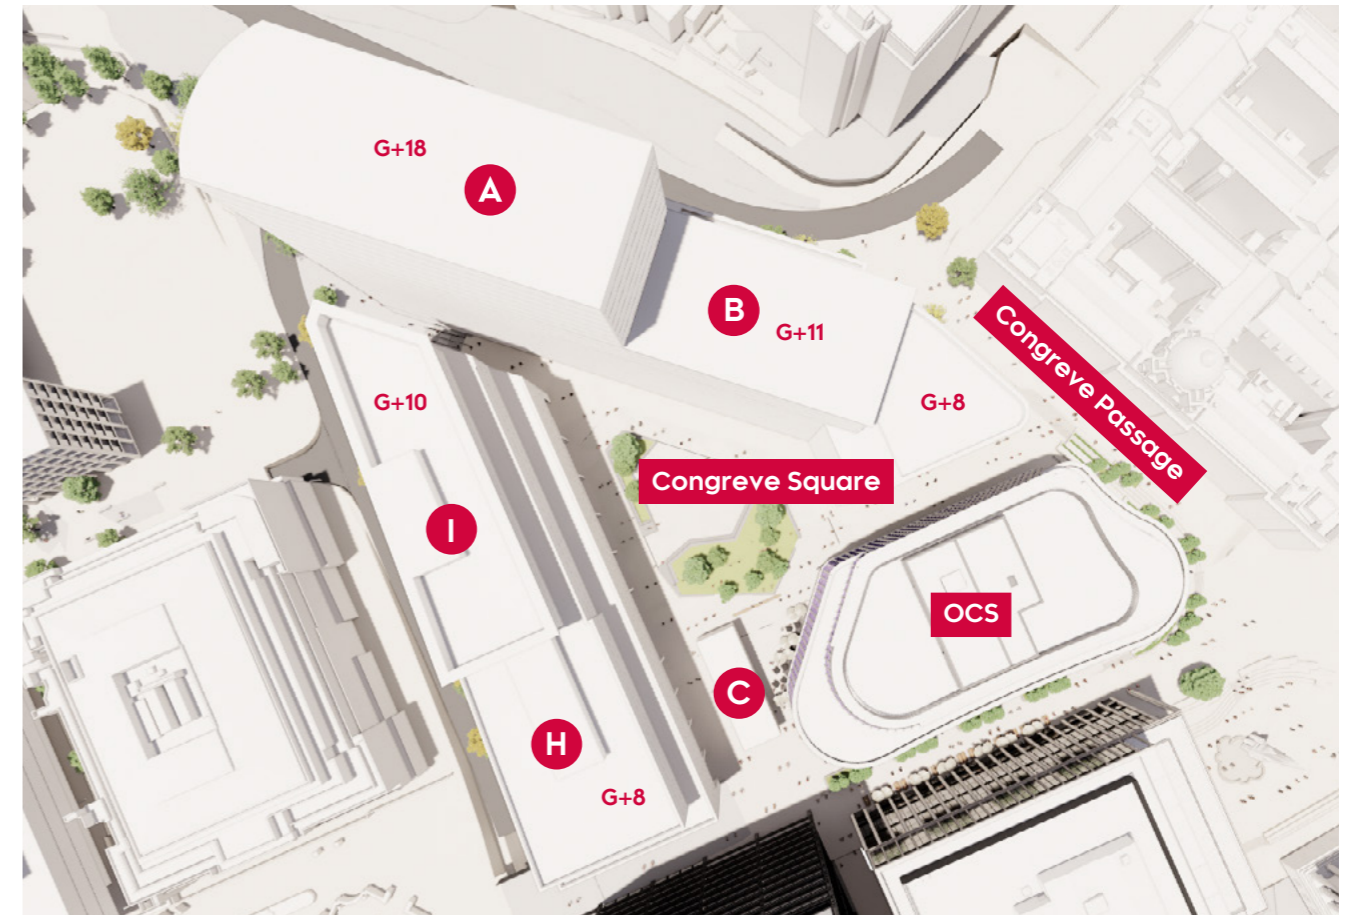 G+18
A
B
G+11
G+10
G+8
Congreve Passage
Congreve Square
I
OCS
C
H
G+8